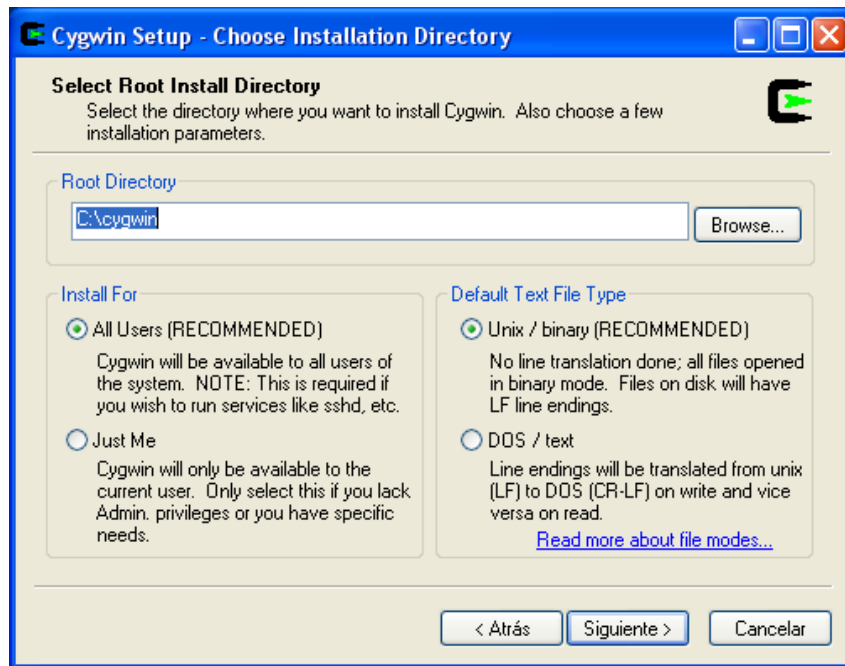 Cygwin Setup - Choose Installation Directory
Select Root Install Directory
Select the directory where you want to install Cygwin. Also choose a few
installation parameters.
Root Directory
C:\cygwin
Browse...
Install For
All Users (RECOMMENDED)
Cygwin will be available to all users of
the system. NOTE: This is required if
you wish to run services like sshd, etc.
Just Me
Cygwin will only be available to the
current user. Only select this if you lack
Admin. privileges or you have specific
needs.
Default Text File Type
Unix / binary (RECOMMENDED)
No line translation done; all files opened
in binary mode. Files on disk will have
LF line endings.
DOS / text
Line endings will be translated from unix
(LF) to DOS (CR-LF) on write and vice
versa on read.
Read more about file modes...
< Atrás
Siguiente >
Cancelar